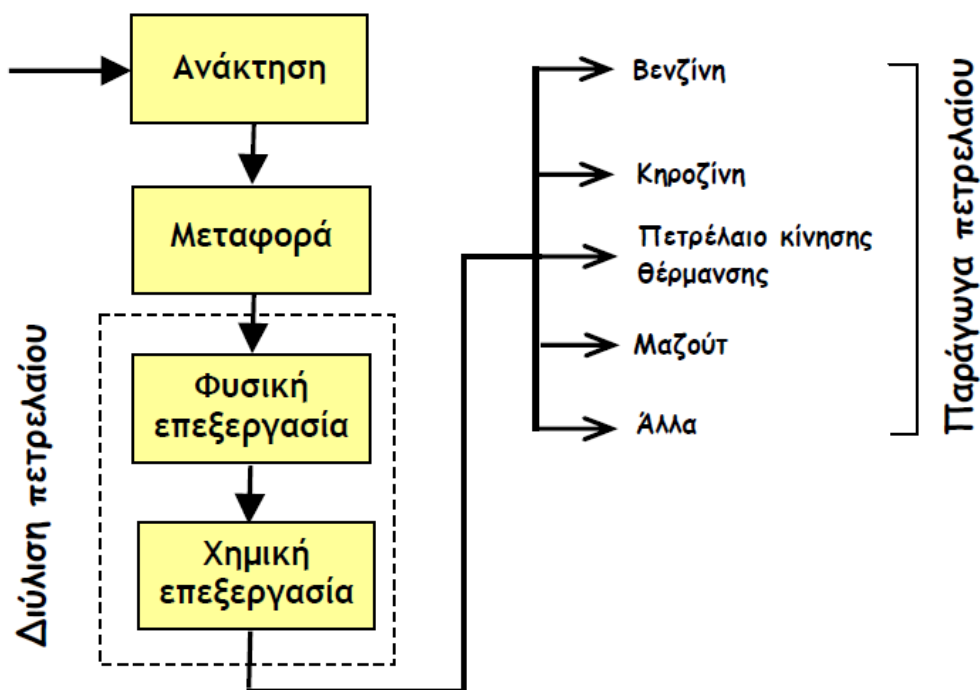 Ανάκτηση
Μεταφορά
Διύλιση πετρελαίου
Φυσική
επεξεργασία
Χημική
επεξεργασία
Βενζίνη
Κηροζίνη
Πετρέλαιο κίνησης
θέρμανσης
Μαζούτ
Άλλα
Παράγωγα πετρελαίου